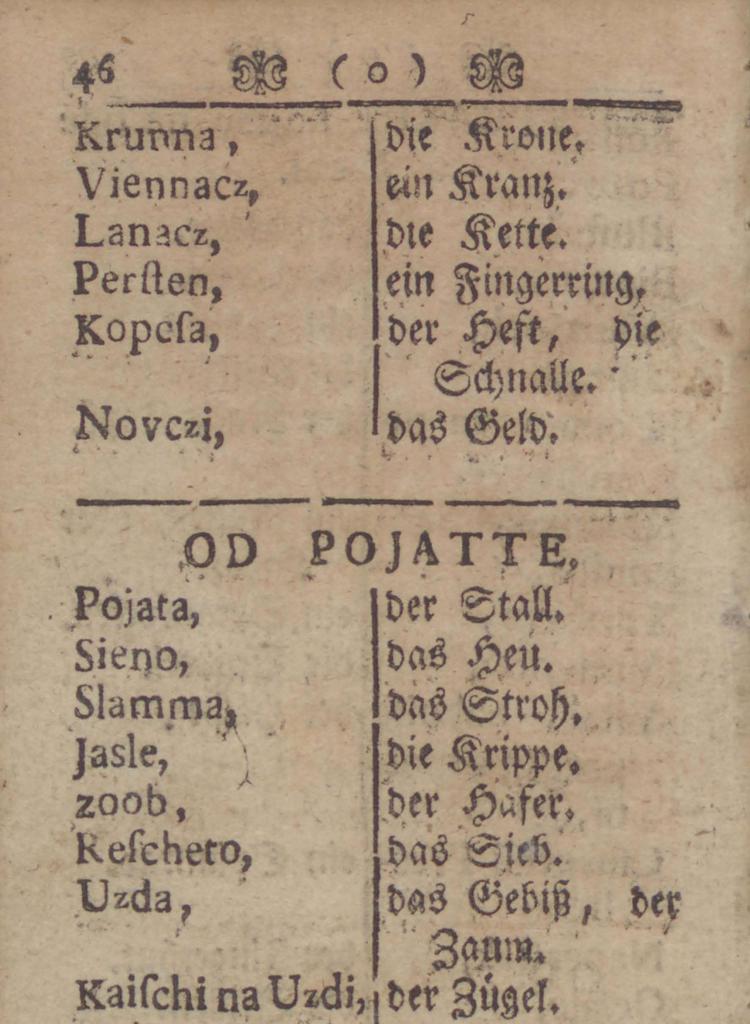 46 ( o )
Krunna, die Krone.
Viennacz, ein Kranz.
Lanacz, die Kette.
Perſten, ein Fingerring.
Kopcſa, der Heft, die
Schnalle.
Novczi, das Geld.
OD POJATTE.
Pojata, der Stall.
Sieno, das Heu.
Slamma, das Stroh.
Jasle, die Krippe.
zoob, der Hafer.
Reſcheto, das Sieb.
Uzda, das Gebiß, der
Zaum.
Kaiſchi na Uzdi, der Zügel.